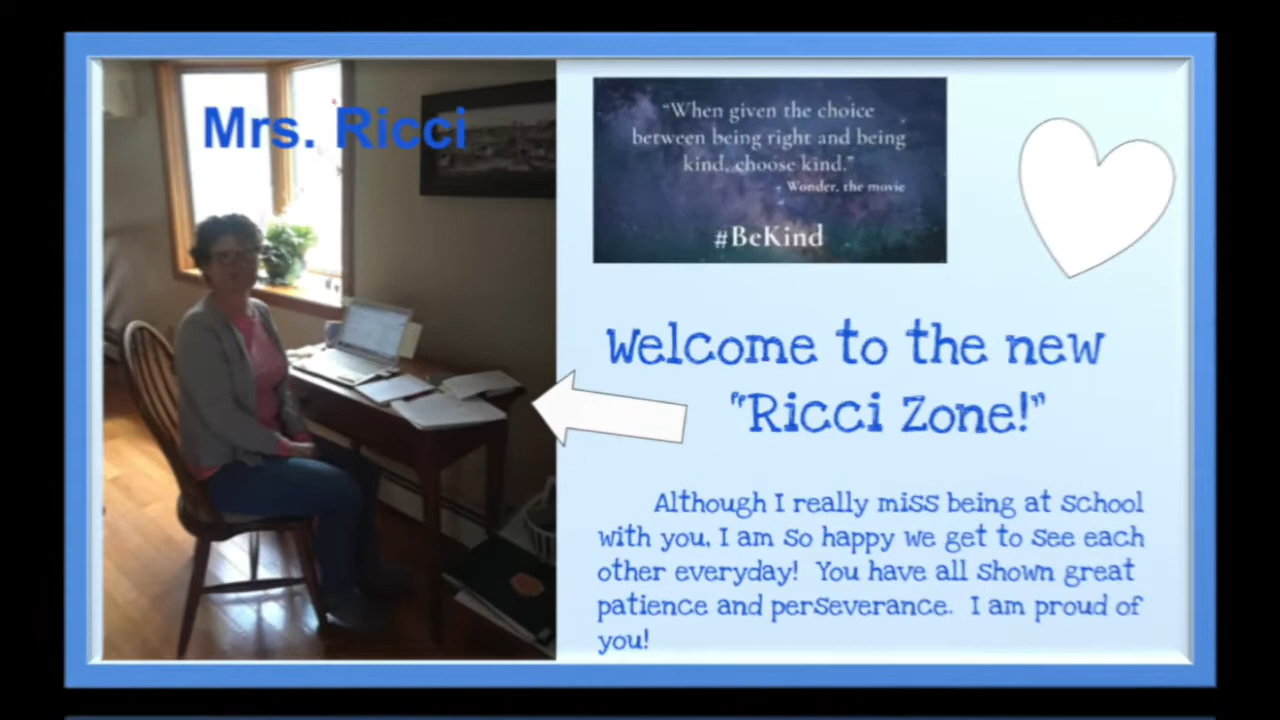 Mrs. Ricci
"When given the choice
between being right and being
kind, choose kind."
- Wonder, the movie
#BeKind
Welcome to the new
"Ricci Zone!"
Although I really miss being at school
with you, I am so happy we get to see each
other everyday! You have all shown great
patience and perseverance. I am proud of
you!